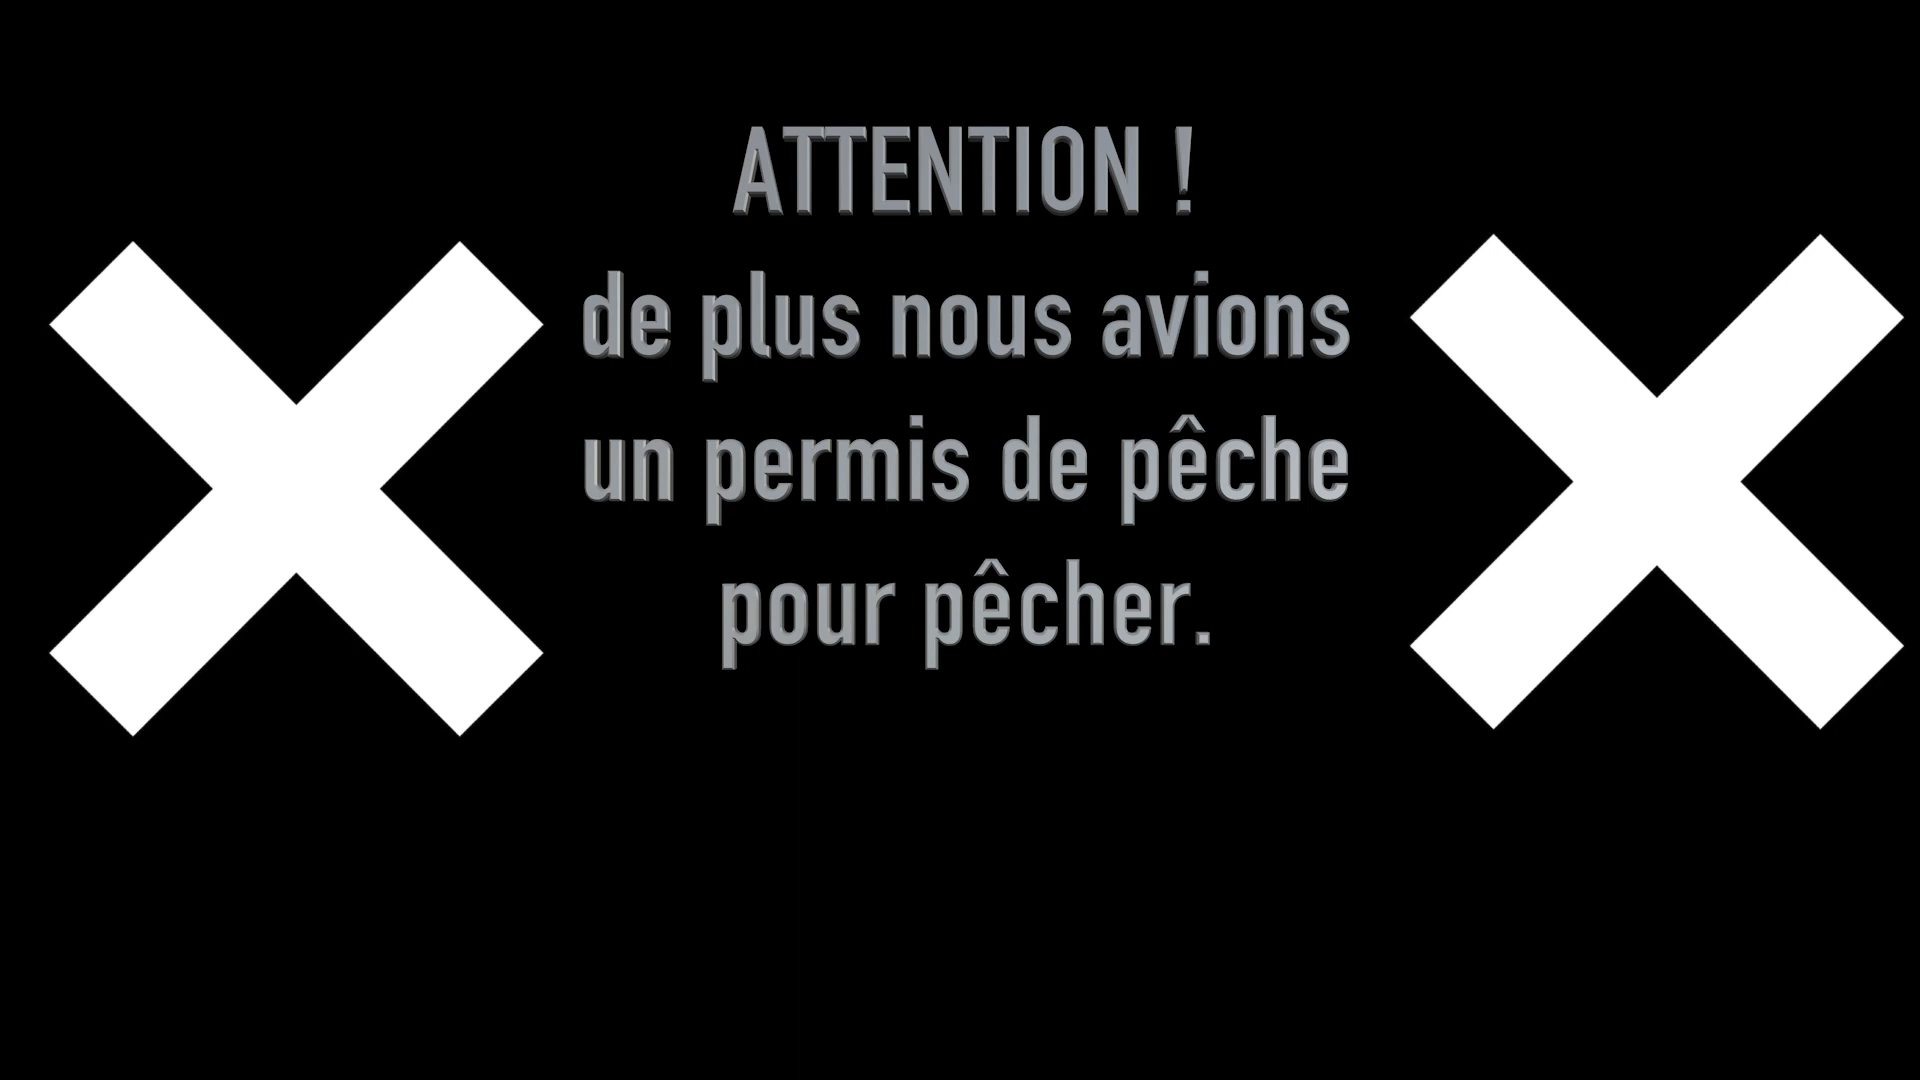 ATTENTION !
de plus nous avions
un permis de pêche
pour pêcher.